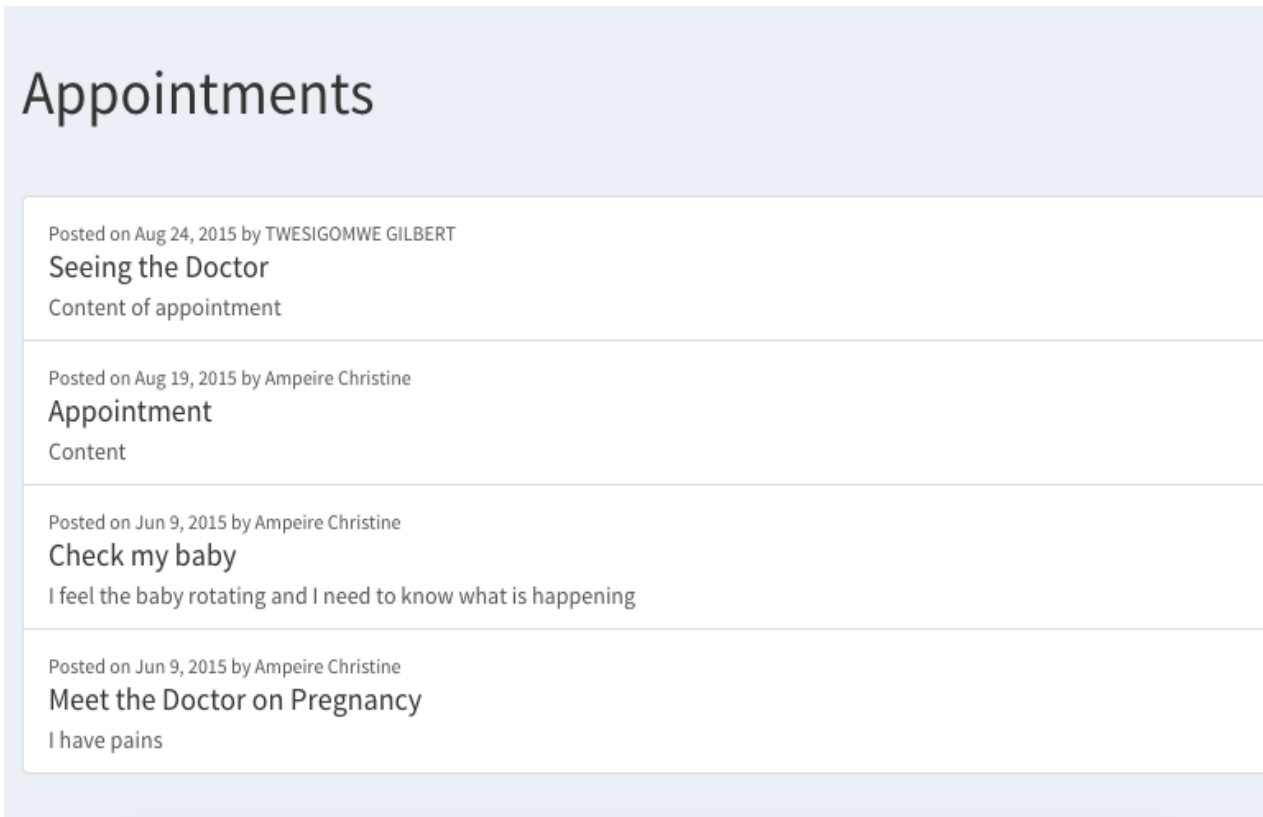 Appointments
Posted on Aug 24, 2015 by TWESIGOMWE GILBERT
Seeing the Doctor
Content of appointment
Posted on Aug 19, 2015 by Ampeire Christine
Appointment
Content
Posted on Jun 9, 2015 by Ampeire Christine
Check my baby
I feel the baby rotating and I need to know what is happening
Posted on Jun 9, 2015 by Ampeire Christine
Meet the Doctor on Pregnancy
I have pains